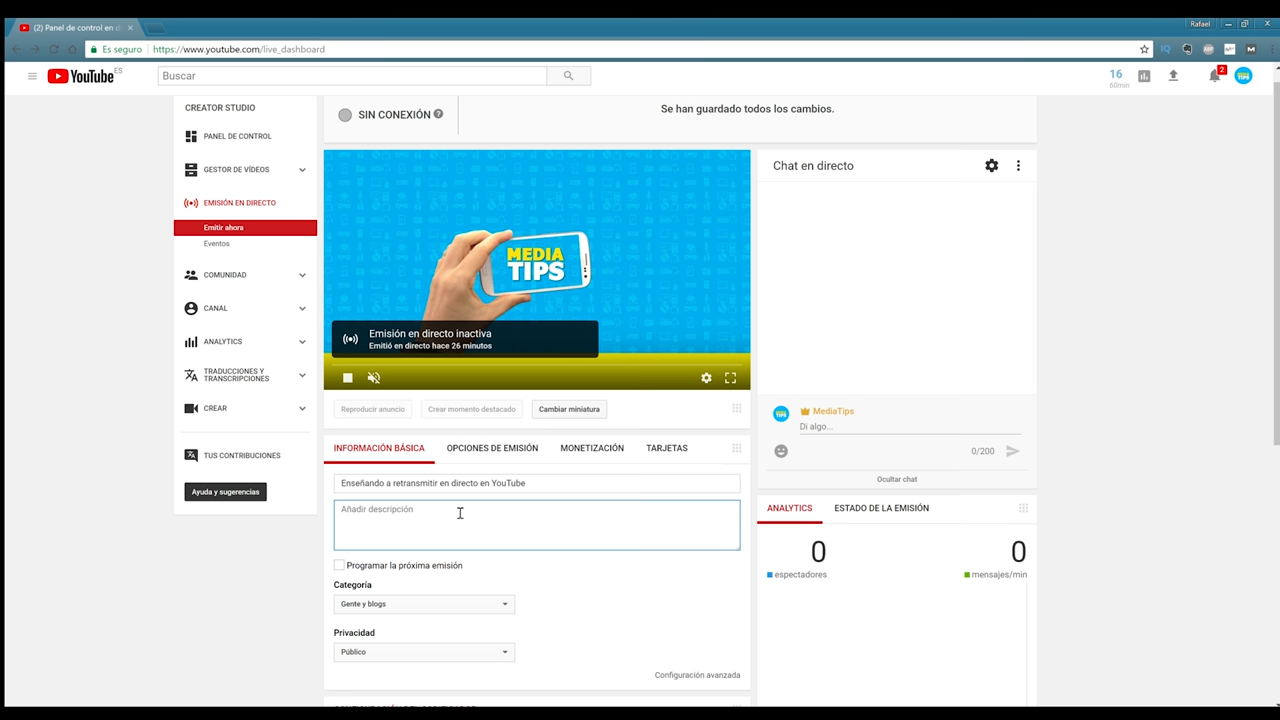 (2) Panel de control en d
Rafael
Es seguro
https://www.youtube.com/live_dashboard
YouTube ES
Buscar
16
60min
2
CREATOR STUDIO
PANEL DE CONTROL
GESTOR DE VÍDEOS
EMISIÓN EN DIRECTO
Emitir ahora
Eventos
COMUNIDAD
CANAL
ANALYTICS
TRADUCCIONES Y
TRANSCRIPCIONES
CREAR
TUS CONTRIBUCIONES
Ayuda y sugerencias
SIN CONEXIÓN
Se han guardado todos los cambios.
MEDIA
TIPS
Emisión en directo inactiva
Emitió en directo hace 26 minutos
Reproducir anuncio
Crear momento destacado
Cambiar miniatura
INFORMACIÓN BÁSICA
OPCIONES DE EMISIÓN
MONETIZACIÓN
TARJETAS
Enseñando a retransmitir en directo en YouTube
Añadir descripción
Programar la próxima emisión
Categoría
Gente y blogs
Privacidad
Público
Configuración avanzada
Chat en directo
MediaTips
Di algo...
0/200
Ocultar chat
ANALYTICS
ESTADO DE LA EMISIÓN
0
espectadores
0
mensajes/min